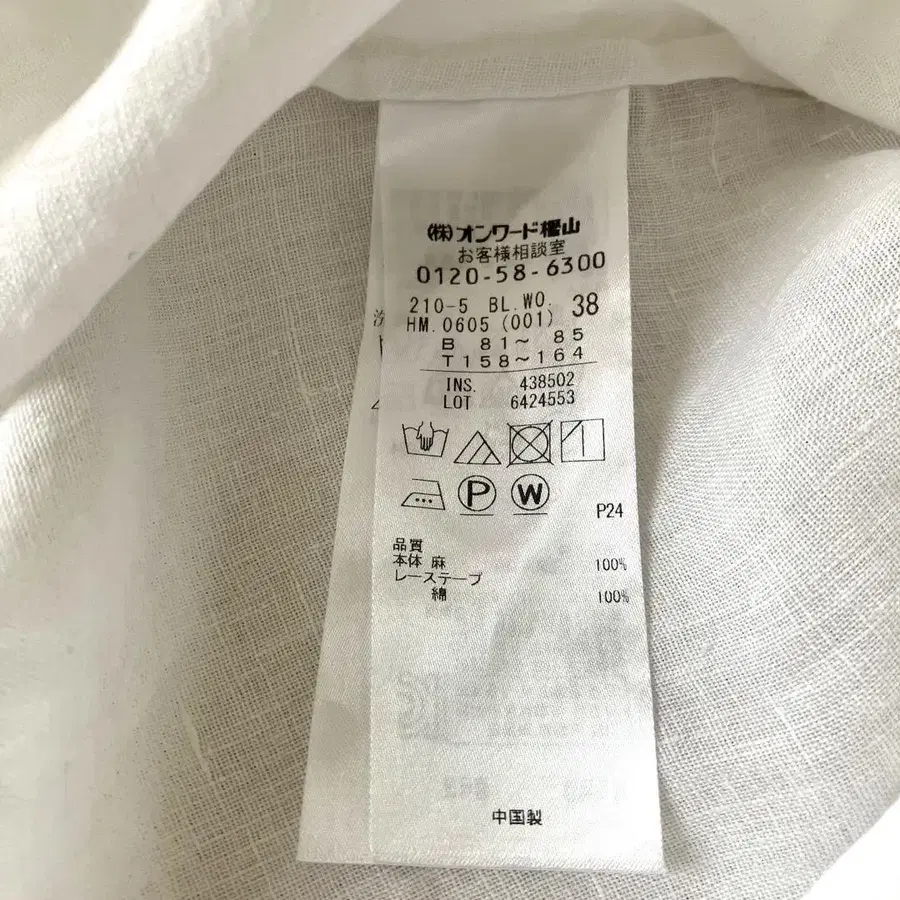 (株)オンワード樫山
お客様相談室
0120-58-6300
210-5 BL.WO. 38
HM.0605 (001)
B 81〜 85
T158〜164
INS. 438502
LOT 6424553
P
W
P24
品質
本体 麻 100%
レーステープ
綿 100%
中国製
洗